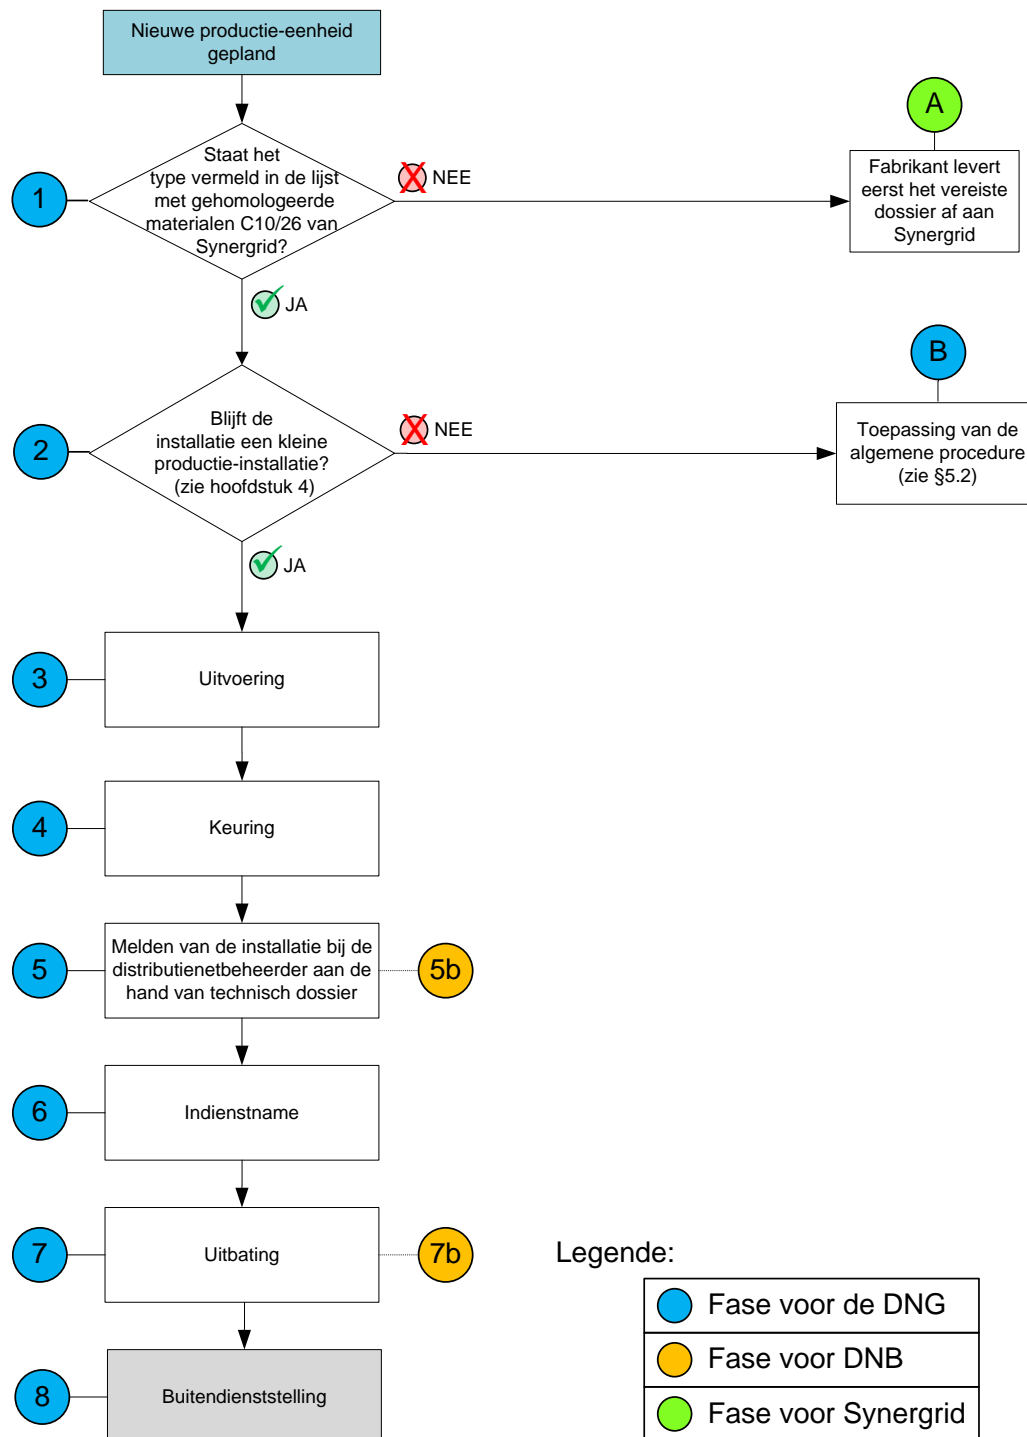 Nieuwe productie-eenheid
gepland
A
1
Staat het
type vermeld in de lijst
met gehomologeerde
materialen C10/26 van
Synergrid?
NEE
Fabrikant levert
eerst het vereiste
dossier af aan
Synergrid
JA
B
2
Blijft de
installatie een kleine
productie-installatie?
(zie hoofdstuk 4)
NEE
Toepassing van de
algemene procedure
(zie §5.2)
JA
3
Uitvoering
4
Keuring
5
Melden van de installatie bij de
distributienetbeheerder aan de
hand van technisch dossier
5b
6
Indienstname
7
Uitbating
7b
8
Buitendienststelling
Legende:
Fase voor de DNG
Fase voor DNB
Fase voor Synergrid